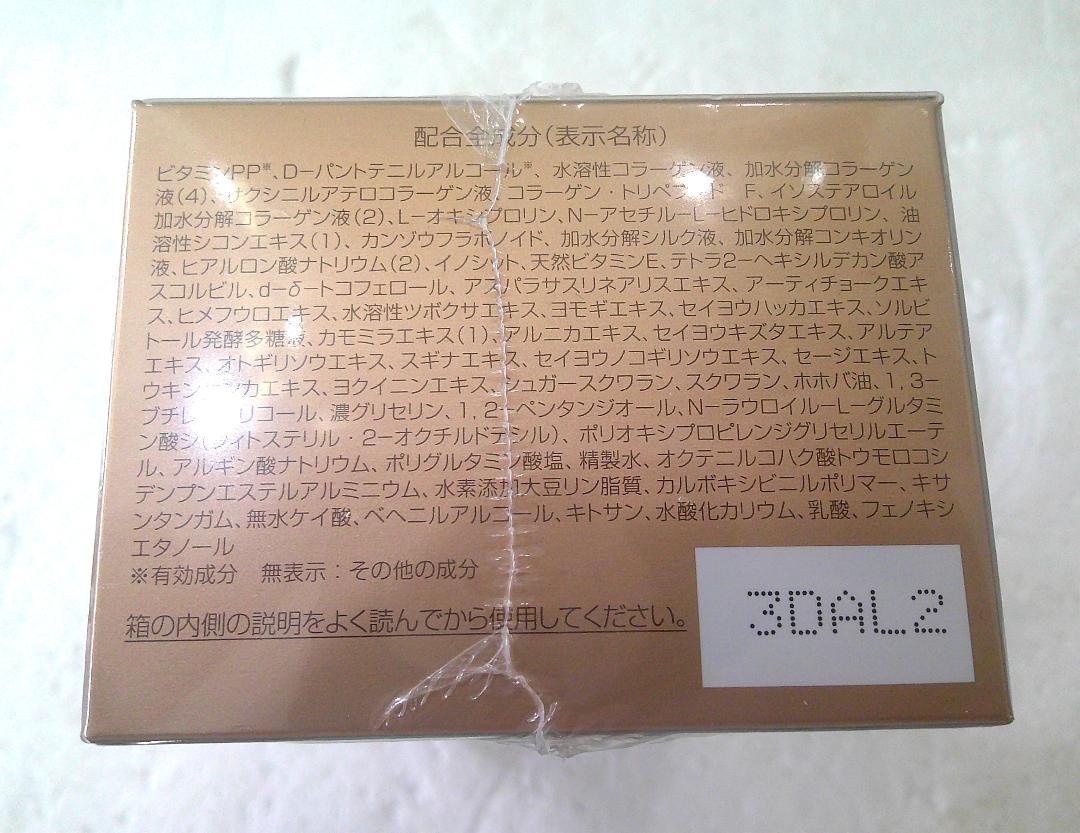 配合全成分(表示名称)
ビタミンPP※、D-パントテニルアルコール※、水溶性コラーゲン液、加水分解コラーゲン
液(4)、サクシニルアテロコラーゲン液、コラーゲン・トリペプチド F、イソステアロイル
加水分解コラーゲン液(2)、L-オキシプロリン、N-アセチル-L-ヒドロキシプロリン、油
溶性シコンエキス(1)、カンゾウフラボノイド、加水分解シルク液、加水分解コンキオリン
液、ヒアルロン酸ナトリウム(2)、イノシット、天然ビタミンE、テトラ2-ヘキシルデカン酸ア
スコルビル、d-δ-トコフェロール、アスパラサスリネアリスエキス、アーティチョークエキ
ス、ヒメフウロエキス、水溶性ツボクサエキス、ヨモギエキス、セイヨウハッカエキス、ソルビ
トール発酵多糖液、カモミラエキス(1)、アルニカエキス、セイヨウキズタエキス、アルテア
エキス、オトギリソウエキス、スギナエキス、セイヨウノコギリソウエキス、セージエキス、ト
ウキンセンカエキス、ヨクイニンエキス、シュガースクワラン、スクワラン、ホホバ油、1,3-
ブチレングリコール、濃グリセリン、1,2-ペンタンジオール、N-ラウロイル-L-グルタミ
ン酸ジ(フィトステリル・2-オクチルドデシル)、ポリオキシプロピレンジグリセリルエーテ
ル、アルギン酸ナトリウム、ポリグルタミン酸塩、精製水、オクテニルコハク酸トウモロコシ
デンプンエステルアルミニウム、水素添加大豆リン脂質、カルボキシビニルポリマー、キサ
ンタンガム、無水ケイ酸、ベヘニルアルコール、キトサン、水酸化カリウム、乳酸、フェノキシ
エタノール
※有効成分 無表示:その他の成分
箱の内側の説明をよく読んでから使用してください。
3DAL2